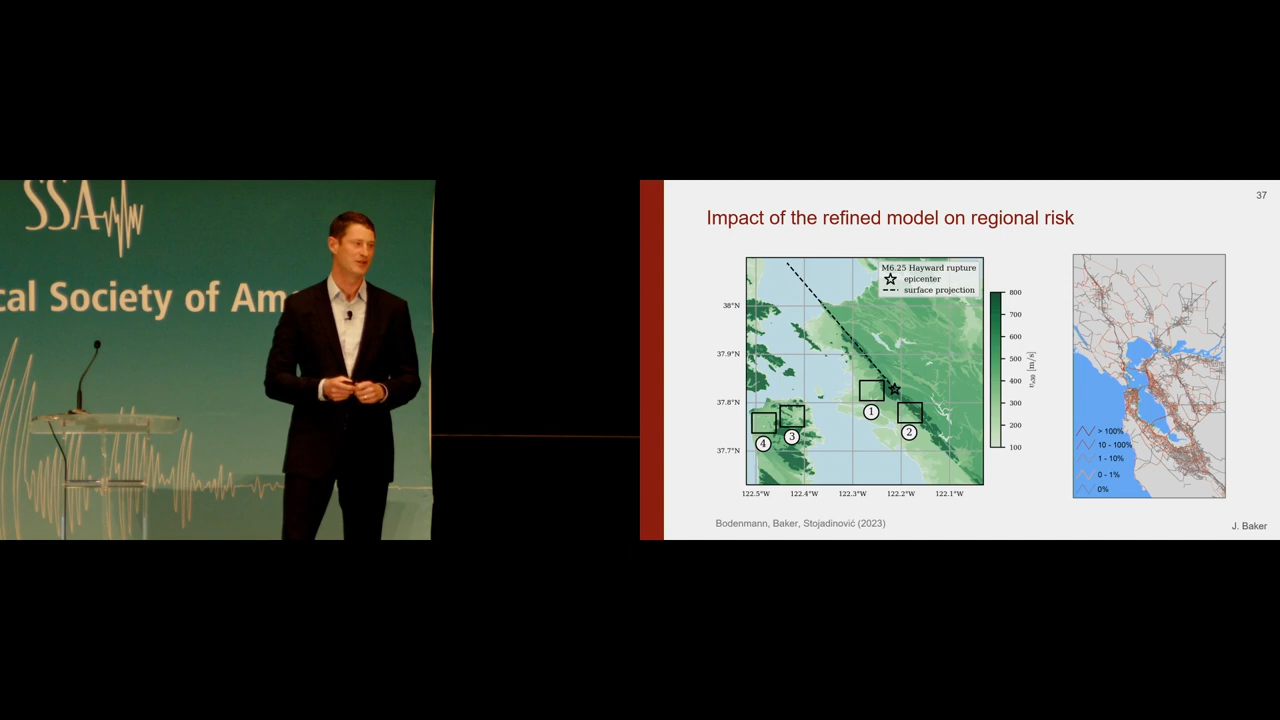 SSA
cal Society of Am
37
Impact of the refined model on regional risk
M6.25 Hayward rupture
epicenter
surface projection
38°N
37.9°N
37.8°N
37.7°N
122.5°W
122.4°W
122.3°W
122.2°W
122.1°W
1
2
3
4
800
700
600
500
400
300
200
100
vs30 [m/s]
> 100%
10 - 100%
1 - 10%
0 - 1%
0%
Bodenmann, Baker, Stojadinović (2023)
J. Baker